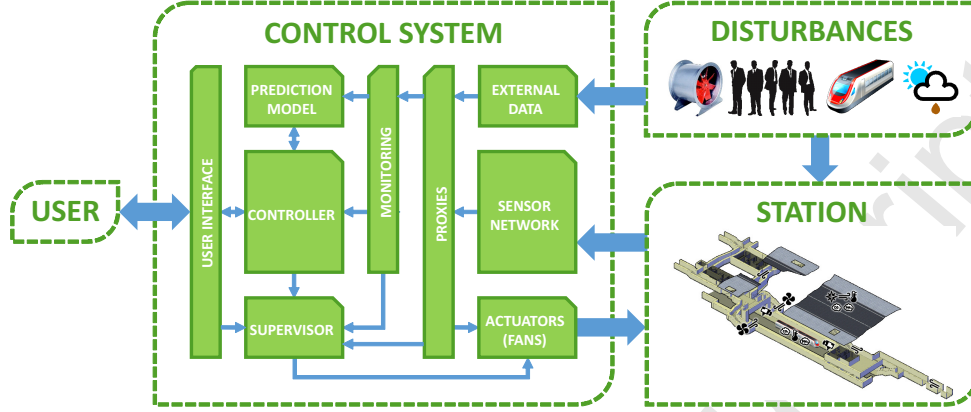 CONTROL SYSTEM
DISTURBANCES
PREDICTION
MODEL
EXTERNAL
DATA
USER INTERFACE
MONITORING
PROXIES
USER
CONTROLLER
SENSOR
NETWORK
STATION
SUPERVISOR
ACTUATORS
(FANS)